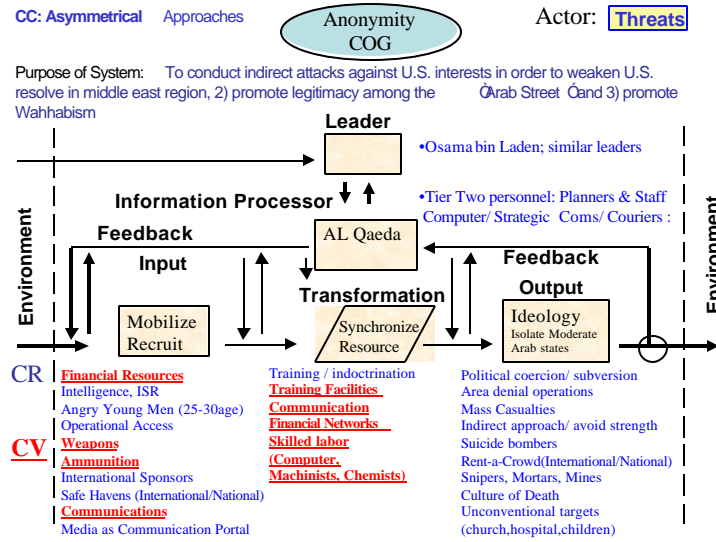 CC: Asymmetrical Approaches
Anonymity
COG
Actor: Threats
Purpose of System: To conduct indirect attacks against U.S. interests in order to weaken U.S.
resolve in middle east region, 2) promote legitimacy among the ÒArab Street Óand 3) promote
Wahhabism
Leader
•Osama bin Laden; similar leaders
Information Processor
•Tier Two personnel: Planners & Staff
Computer/ Strategic Coms/ Couriers :
Environment
Feedback
AL Qaeda
Feedback
Environment
Input
Transformation
Output
Mobilize
Recruit
Synchronize
Resource
Ideology
Isolate Moderate
Arab states
CR
Financial Resources
Intelligence, ISR
Angry Young Men (25-30age)
Operational Access
CV
Weapons
Ammunition
International Sponsors
Safe Havens (International/National)
Communications
Media as Communication Portal
Training / indoctrination
Training Facilities
Communication
Financial Networks
Skilled labor
(Computer,
Machinists, Chemists)
Political coercion/ subversion
Area denial operations
Mass Casualties
Indirect approach/ avoid strength
Suicide bombers
Rent-a-Crowd(International/National)
Snipers, Mortars, Mines
Culture of Death
Unconventional targets
(church,hospital,children)